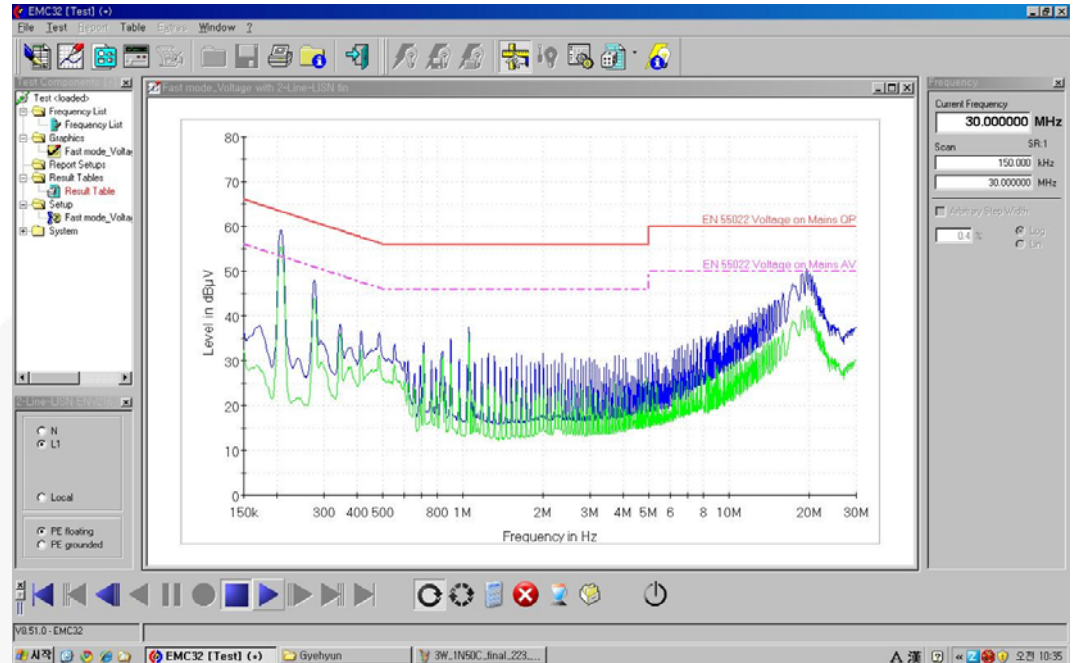 EMC32 [Test] (*)
File Test Report Table Extras Window ?
Test Components
Test <loaded>
Frequency List
Frequency List
Graphics
Fast mode_Volta
Report Setups
Result Tables
Result Table
Setup
Fast mode_Volta
System
2-Line-LISN
N
L1
Local
PE floating
PE grounded
Fast mode_Voltage with 2-Line-LISN fin
80
70
60
50
40
30
20
10
0
Level in dBµV
EN 55022 Voltage on Mains QP
EN 55022 Voltage on Mains AV
150k 300 400 500 800 1M 2M 3M 4M 5M 6 8 10M 20M 30M
Frequency in Hz
Frequency
Current Frequency
30.000000 MHz
Scan SR:1
150.000 kHz
30.000000 MHz
Arbitrary Step Width
0.4 %
Log
Lin
V8.51.0 - EMC32
시작
EMC32 [Test] (*)
Gyehyun
3W_1N50C_final_223_...
A 漢
오전 10:35